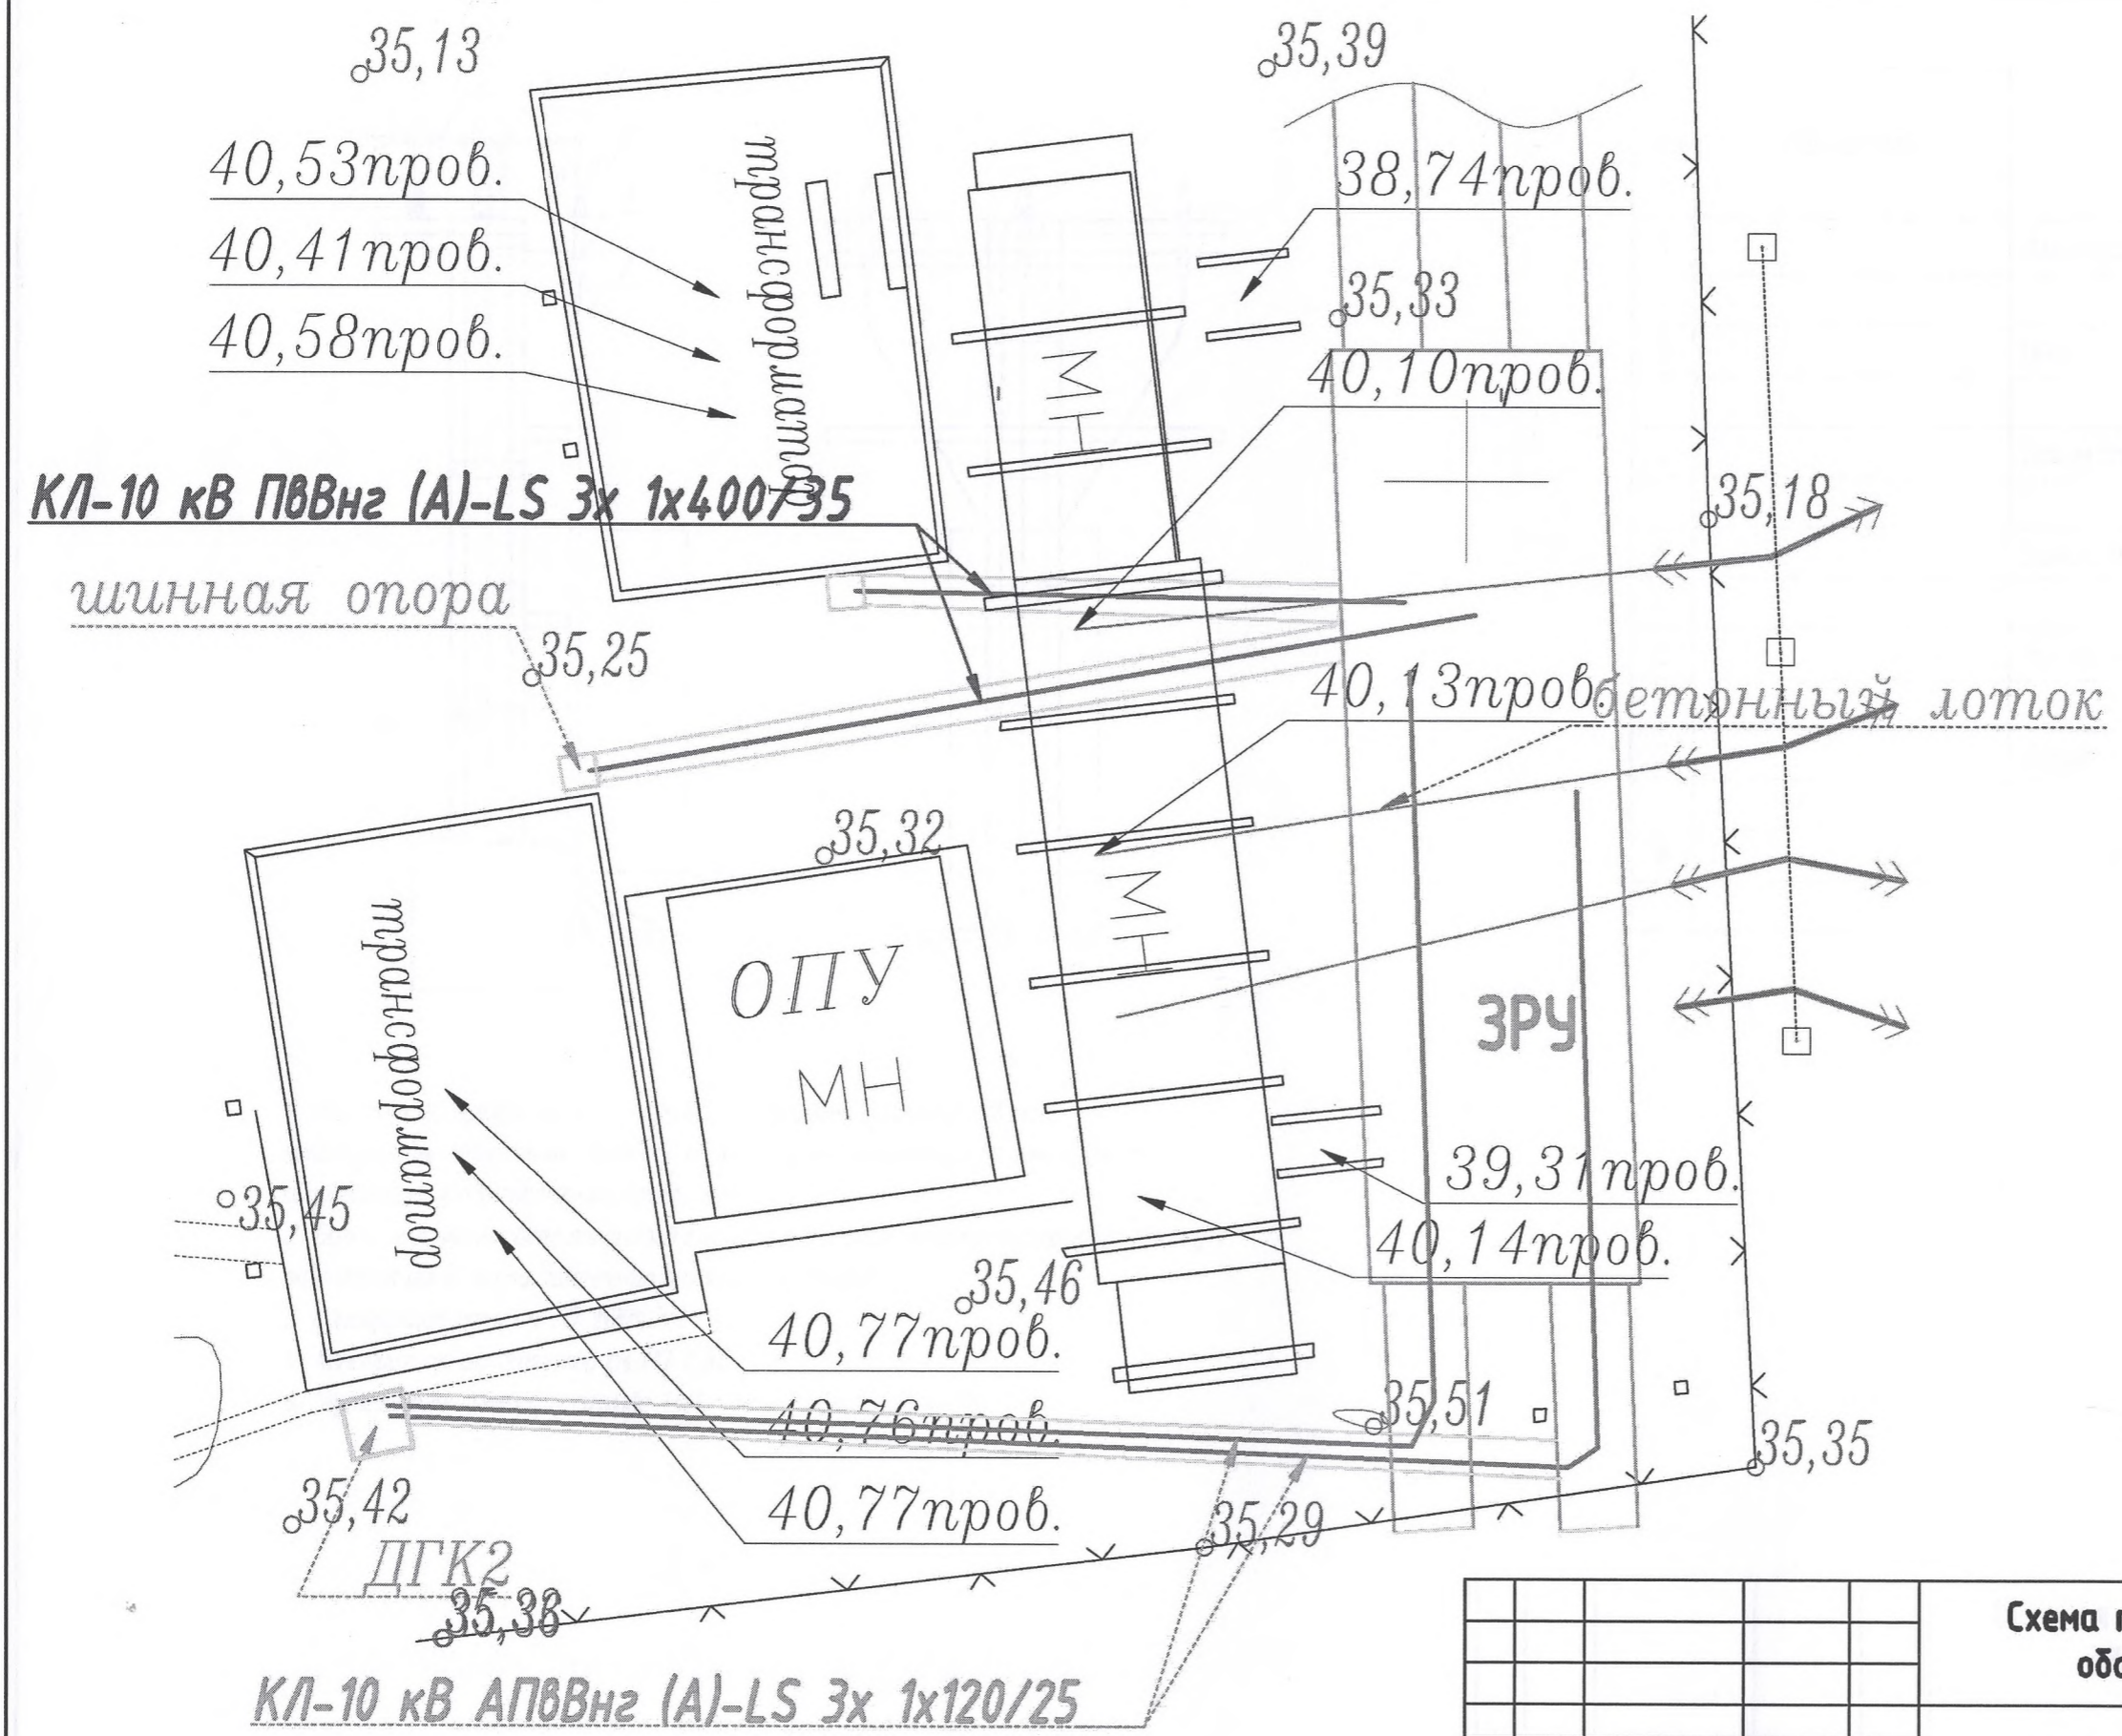 35,13
35,39
40,53пров.
38,74пров.
40,41пров.
35,33
40,58пров.
трансформатор
МН
40,10пров.
КЛ-10 кВ ПвВнг (А)-LS 3х 1х400/35
35,18
шинная опора
35,25
40,13пров.
бетонный лоток
35,32
МН
трансформатор
ОПУ
МН
ЗРУ
39,31пров.
35,45
40,14пров.
35,46
40,77пров.
40,76пров.
35,51
35,35
40,77пров.
35,42
35,29
ДГК2
КЛ-10 кВ АПвВнг (А)-LS 3х 1х120/25
Схема